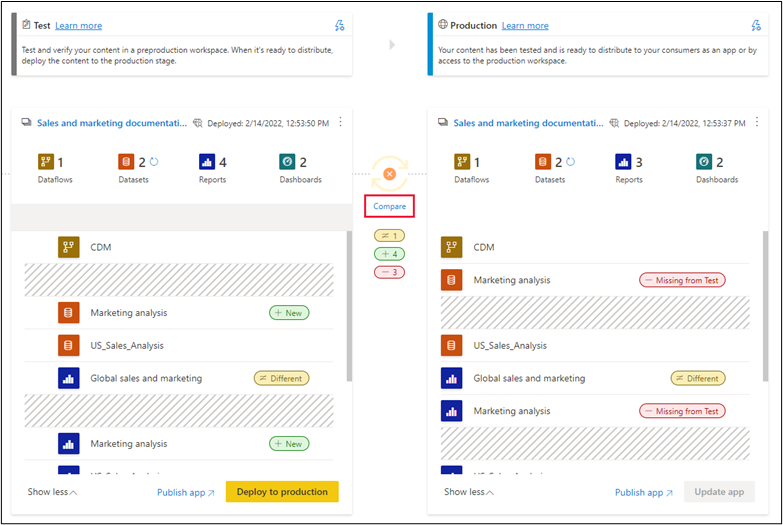 Test Learn more
Test and verify your content in a preproduction workspace. When it's ready to distribute,
deploy the content to the production stage.
Production Learn more
Your content has been tested and is ready to distribute to your consumers as an app or by
access to the production workspace.
Sales and marketing documentati... Deployed: 2/14/2022, 12:53:50 PM
1 2 4 2
Dataflows Datasets Reports Dashboards
CDM
Marketing analysis + New
US_Sales_Analysis
Global sales and marketing ≠ Different
Marketing analysis + New
Show less Publish app Deploy to production
Compare
≠ 1
+ 4
− 3
Sales and marketing documentati... Deployed: 2/14/2022, 12:53:37 PM
1 2 3 2
Dataflows Datasets Reports Dashboards
CDM
Marketing analysis − Missing from Test
US_Sales_Analysis
Global sales and marketing ≠ Different
Marketing analysis − Missing from Test
Show less Publish app Update app